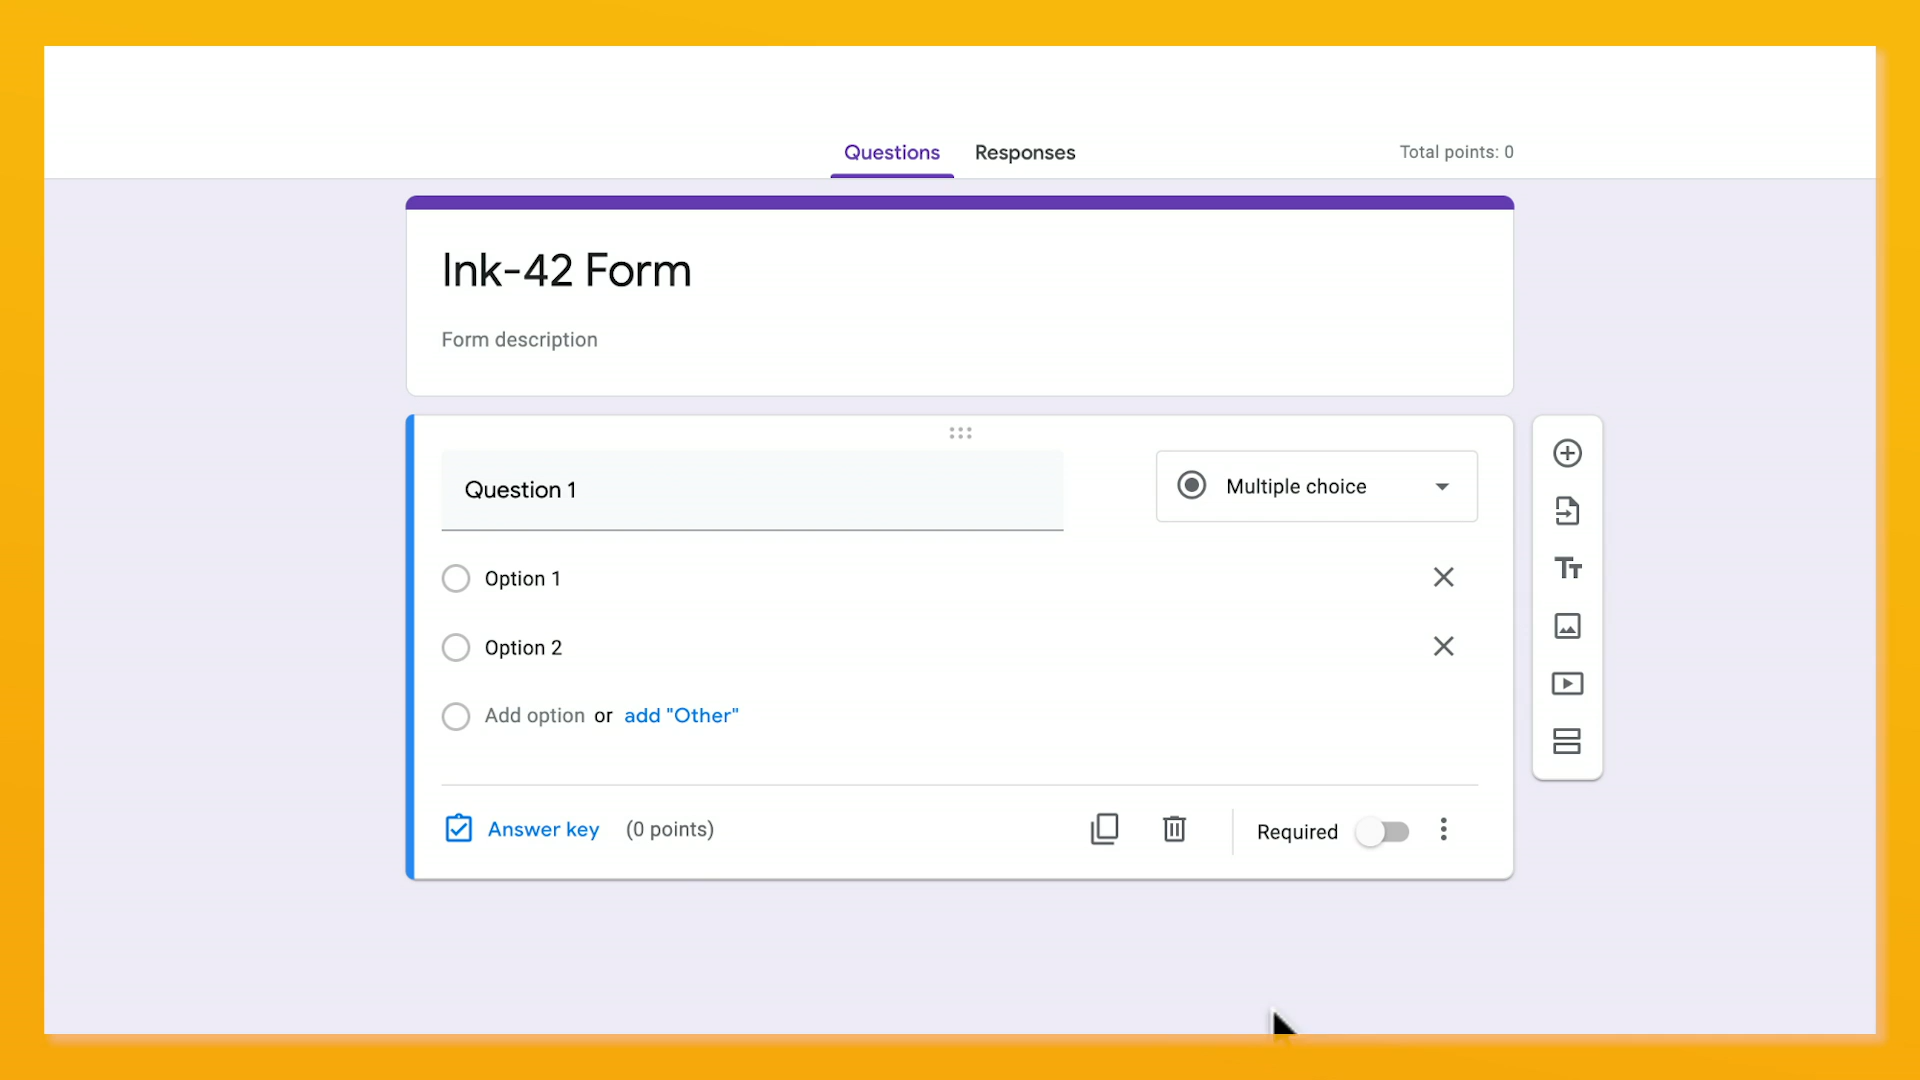 Questions Responses Total points: 0
Ink-42 Form
Form description
Question 1 Multiple choice
Option 1
Option 2
Add option or add "Other"
Answer key (0 points) Required